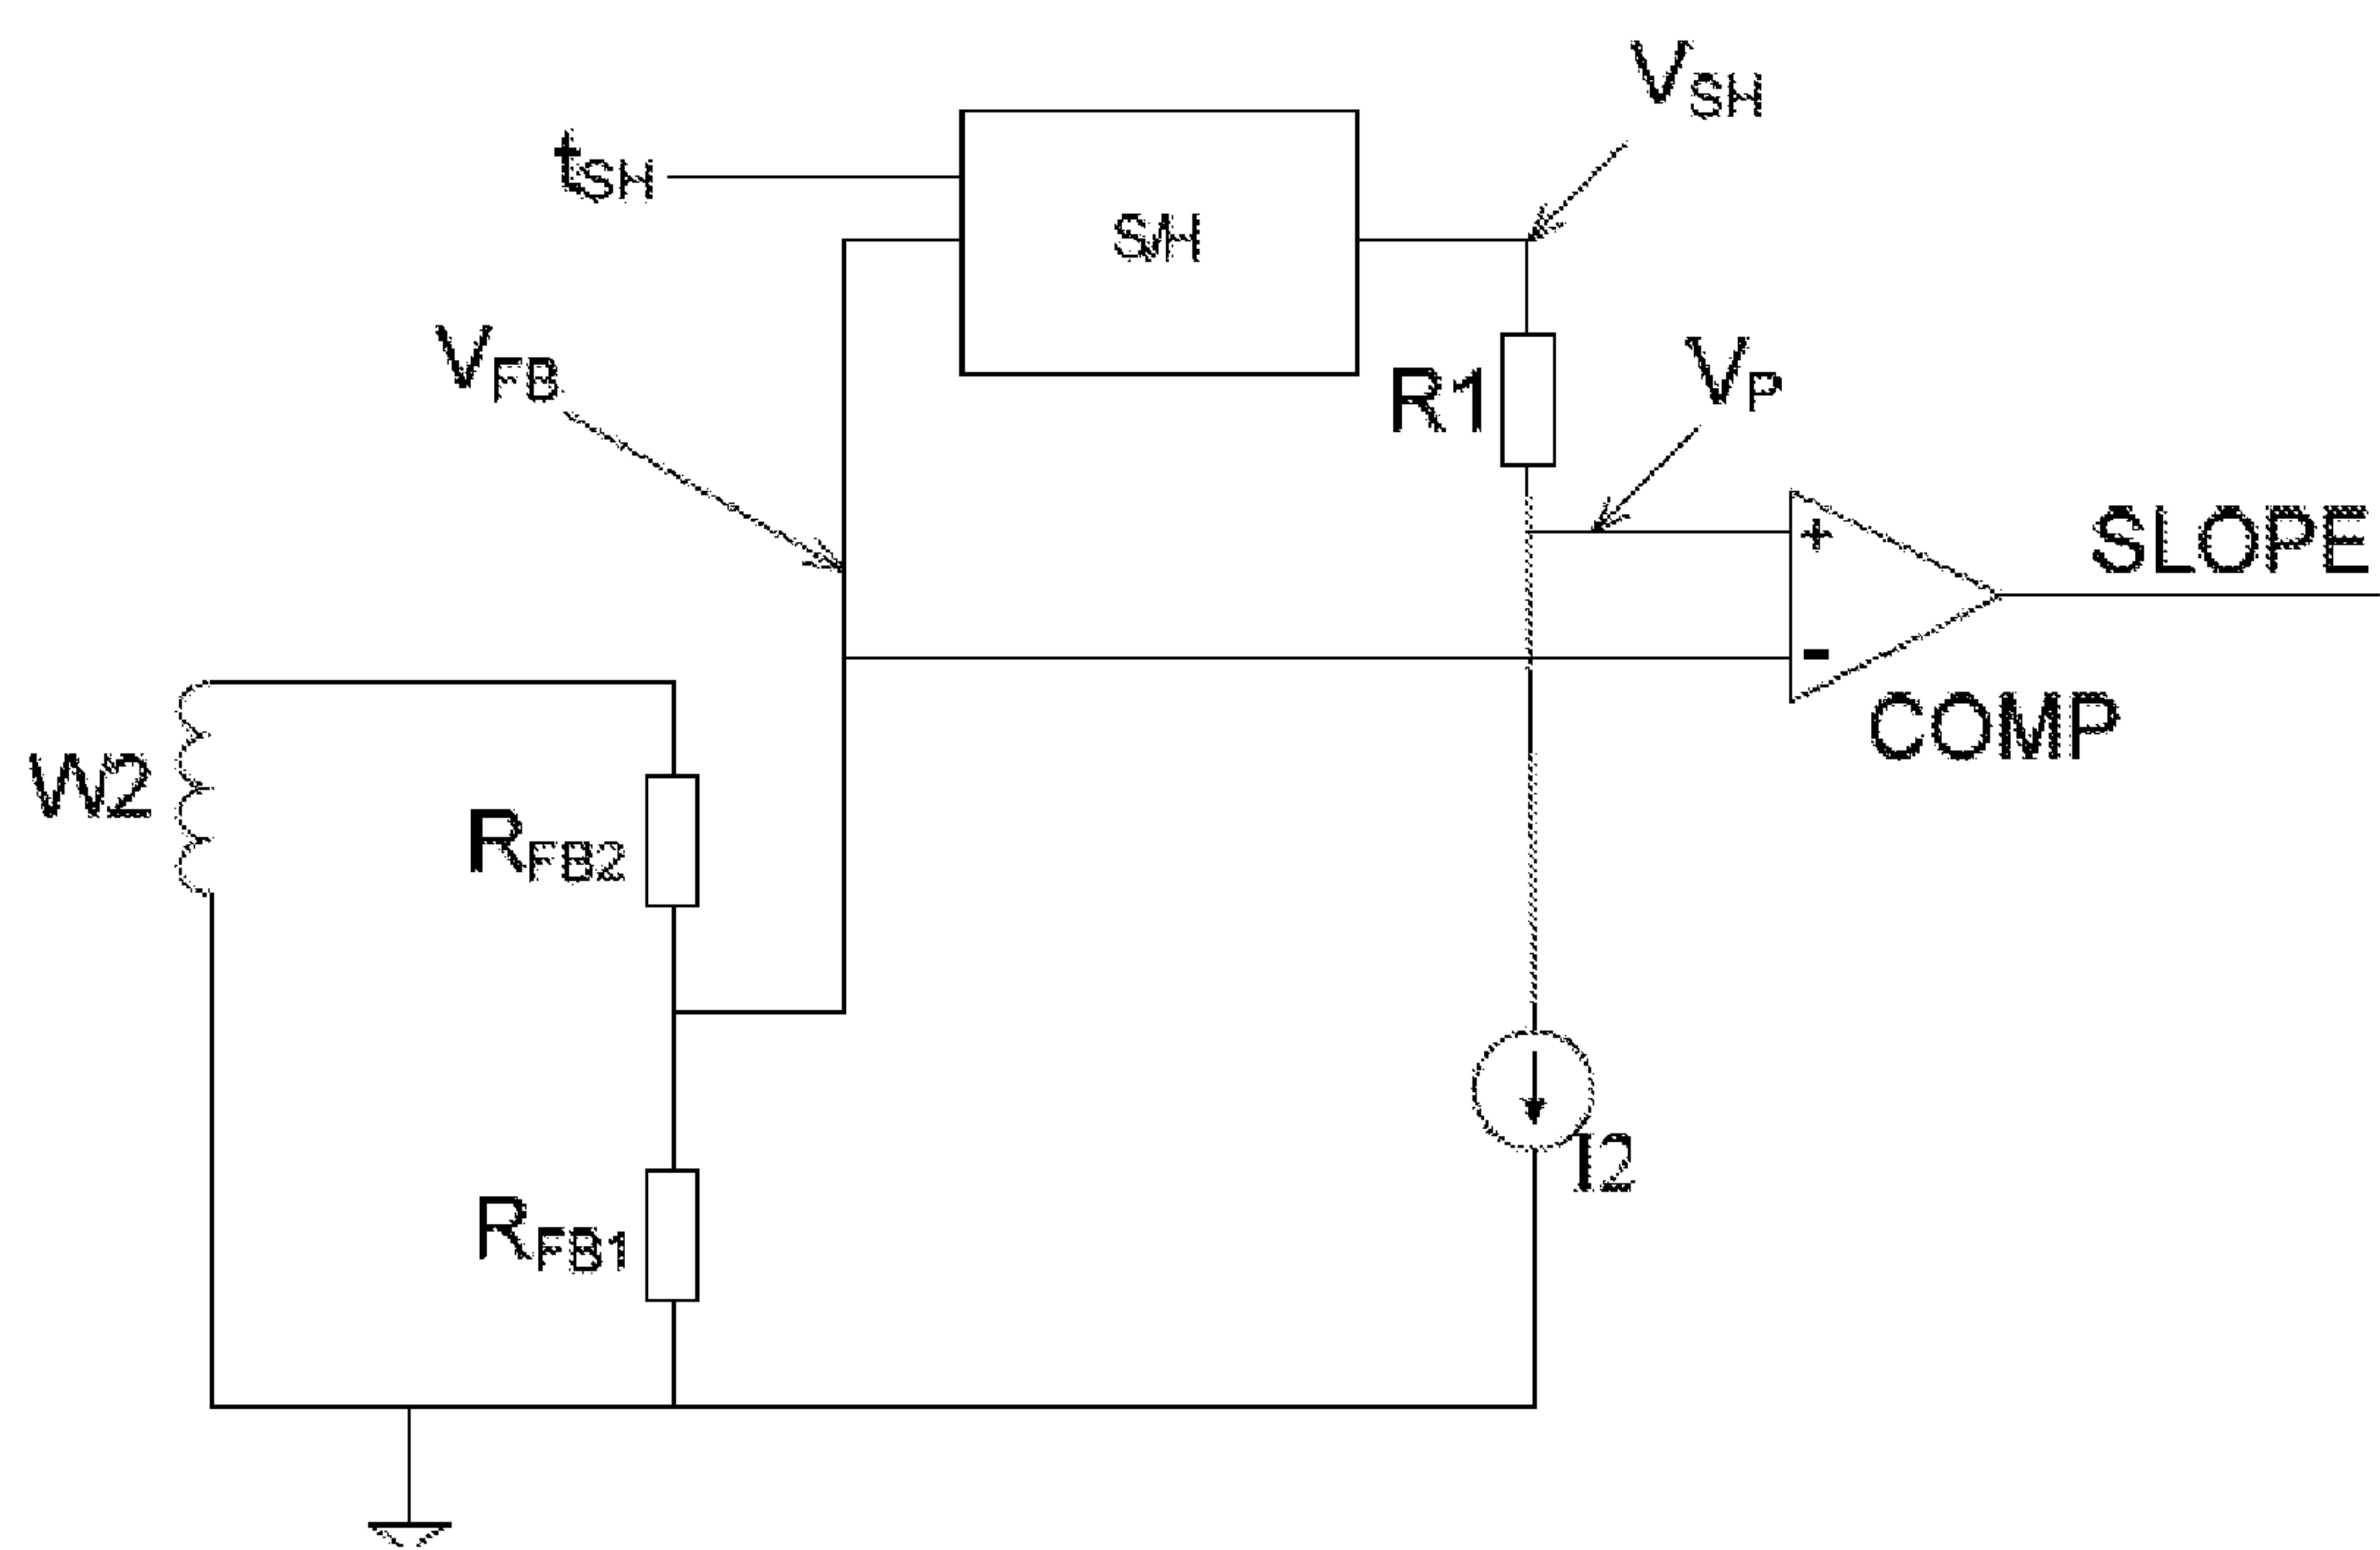 VSH
tSH
S/H
VFB
R1
VP
+
SLOPE
-
COMP
W2
RFB2
I2
RFB1